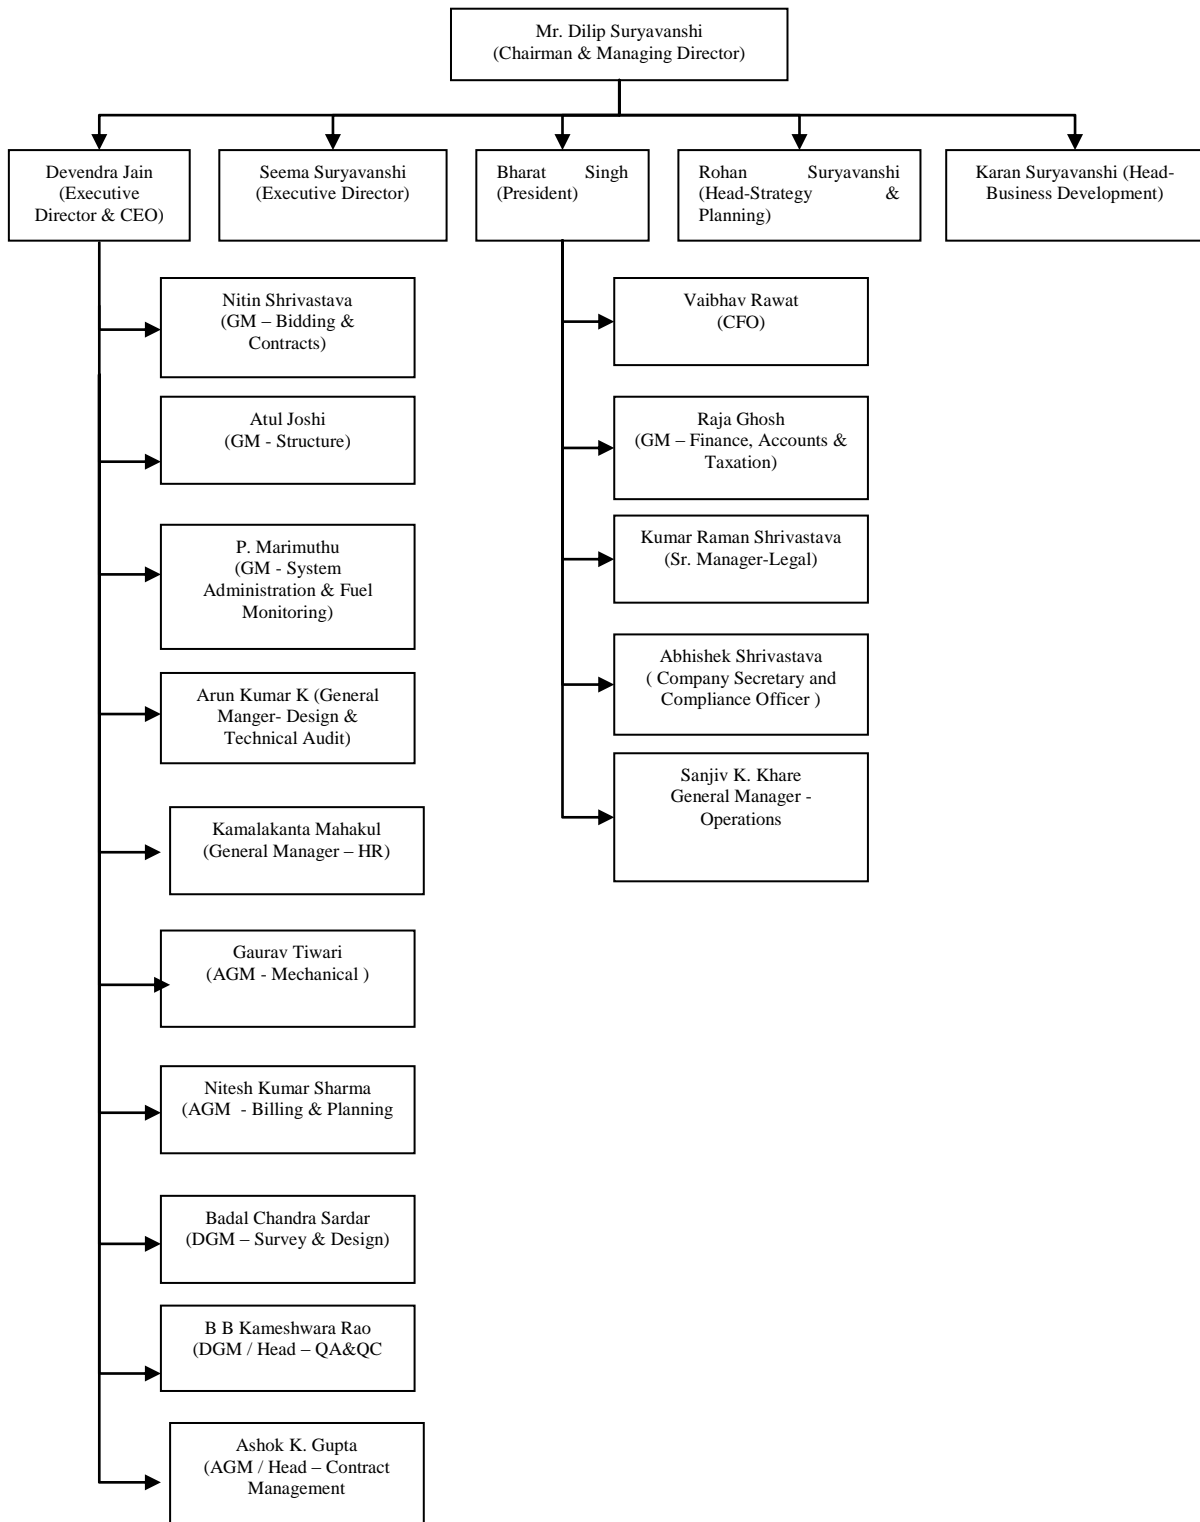 Mr. Dilip Suryavanshi
(Chairman & Managing Director)
Devendra Jain
(Executive
Director & CEO)
Seema Suryavanshi
(Executive Director)
Bharat Singh
(President)
Rohan Suryavanshi
(Head-Strategy &
Planning)
Karan Suryavanshi (Head-
Business Development)
Nitin Shrivastava
(GM – Bidding &
Contracts)
Atul Joshi
(GM - Structure)
P. Marimuthu
(GM - System
Administration & Fuel
Monitoring)
Arun Kumar K (General
Manger- Design &
Technical Audit)
Kamalakanta Mahakul
(General Manager – HR)
Gaurav Tiwari
(AGM - Mechanical )
Nitesh Kumar Sharma
(AGM - Billing & Planning
Badal Chandra Sardar
(DGM – Survey & Design)
B B Kameshwara Rao
(DGM / Head – QA&QC
Ashok K. Gupta
(AGM / Head – Contract
Management
Vaibhav Rawat
(CFO)
Raja Ghosh
(GM – Finance, Accounts &
Taxation)
Kumar Raman Shrivastava
(Sr. Manager-Legal)
Abhishek Shrivastava
( Company Secretary and
Compliance Officer )
Sanjiv K. Khare
General Manager -
Operations